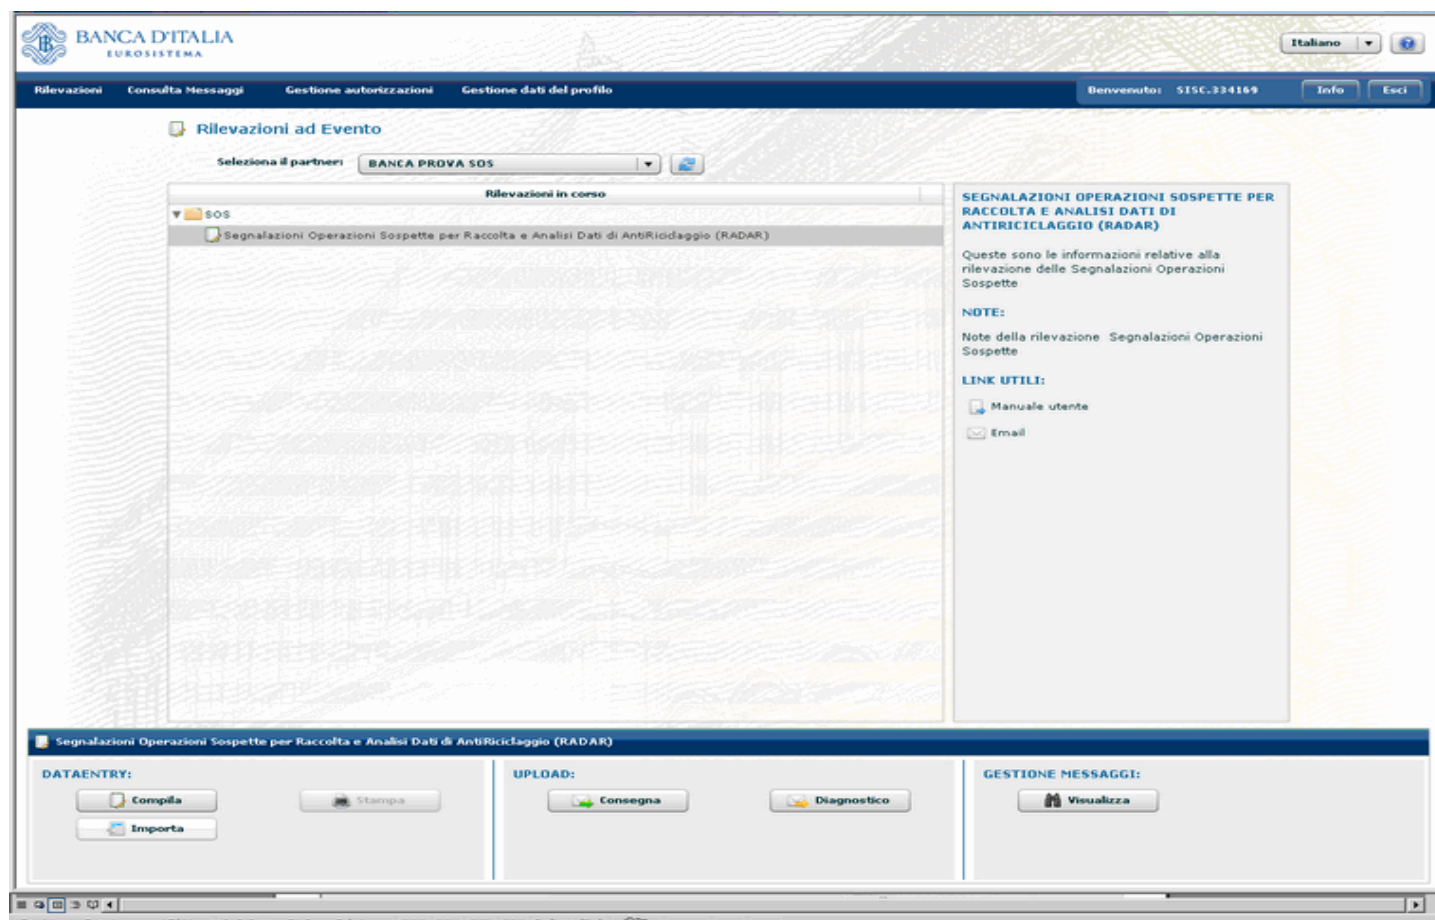 BANCA D'ITALIA
EUROSISTEMA
Italiano
Rilevazioni Consulta Messaggi Gestione autorizzazioni Gestione dati del profilo Benvenuto: SISC.334169 Info Esci
Rilevazioni ad Evento
Seleziona il partner: BANCA PROVA SOS
Rilevazioni in corso
SOS
Segnalazioni Operazioni Sospette per Raccolta e Analisi Dati di AntiRiciclaggio (RADAR)
SEGNALAZIONI OPERAZIONI SOSPETTE PER
RACCOLTA E ANALISI DATI DI
ANTIRICICLAGGIO (RADAR)
Queste sono le informazioni relative alla
rilevazione delle Segnalazioni Operazioni
Sospette
NOTE:
Note della rilevazione Segnalazioni Operazioni
Sospette
LINK UTILI:
Manuale utente
Email
Segnalazioni Operazioni Sospette per Raccolta e Analisi Dati di AntiRiciclaggio (RADAR)
DATAENTRY:
Compila Stampa
Importa
UPLOAD:
Consegna Diagnostico
GESTIONE MESSAGGI:
Visualizza